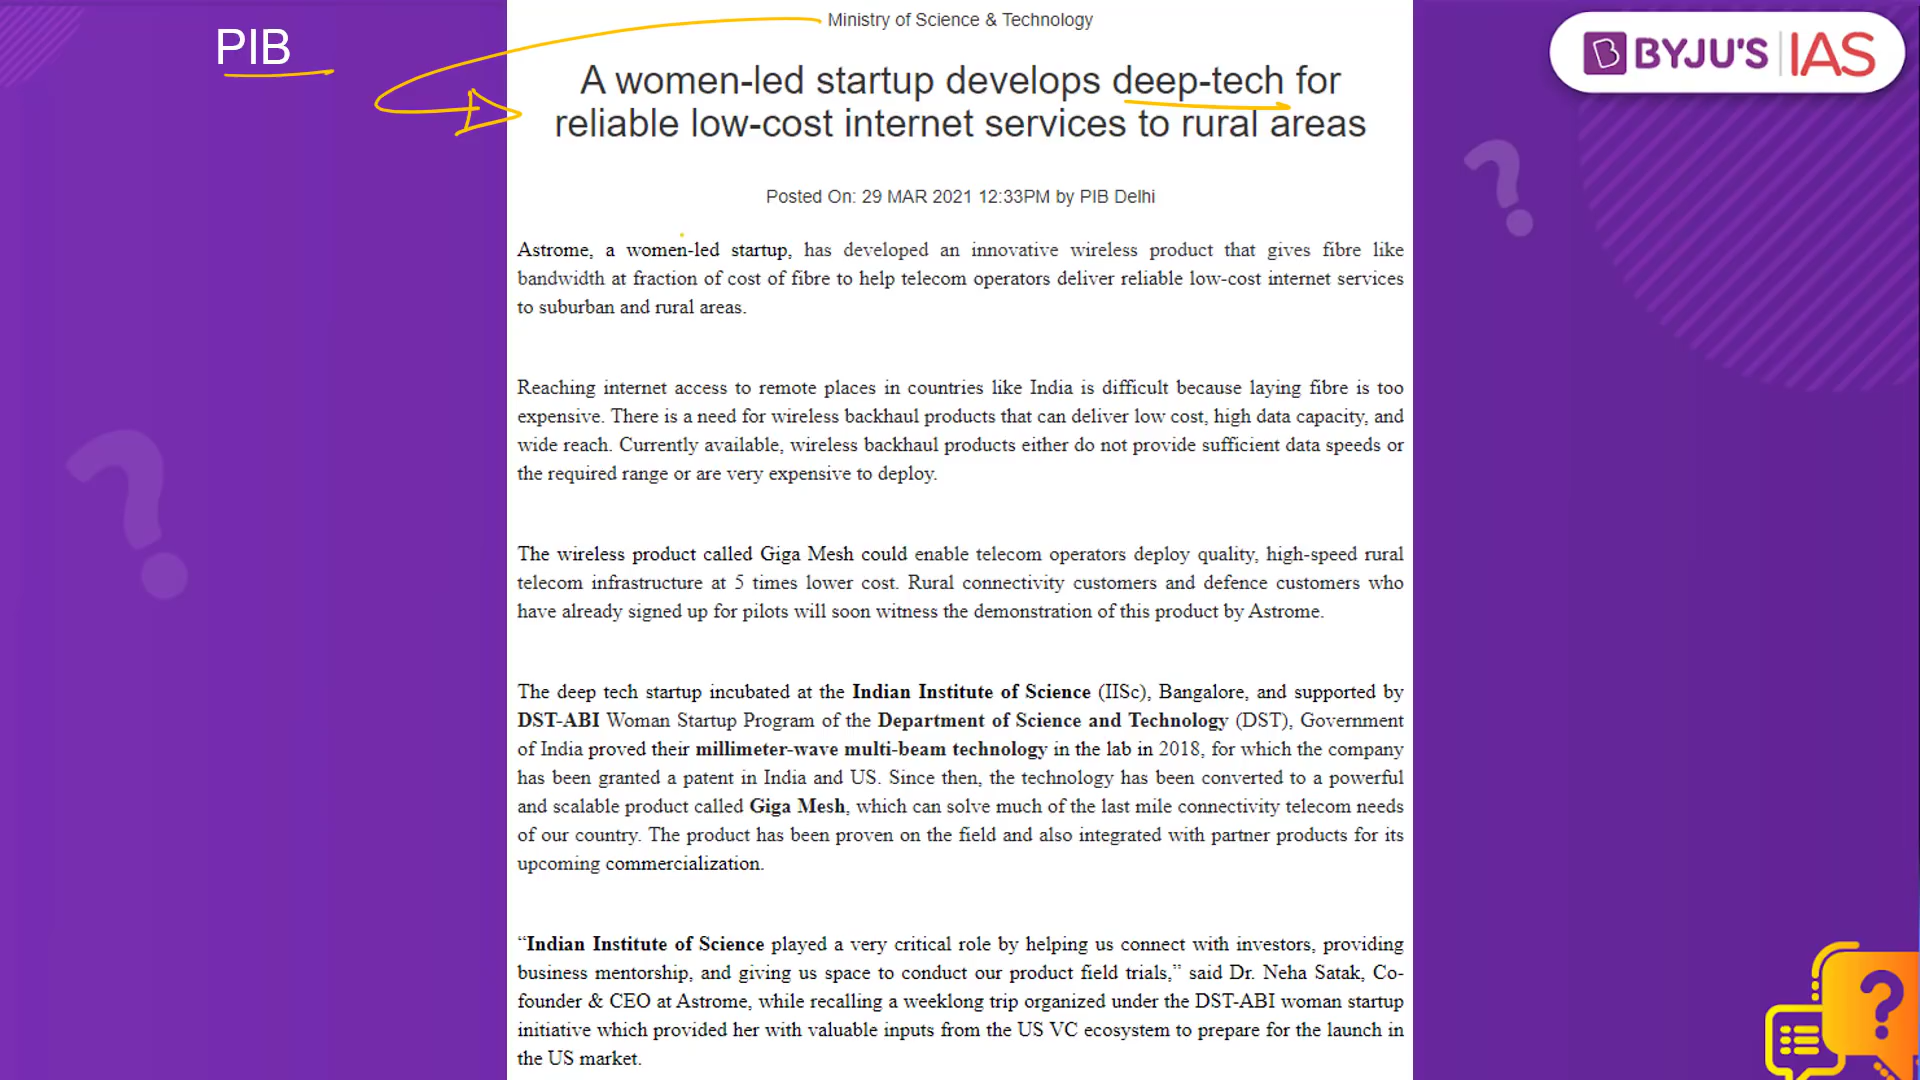 PIB
BYJU'S IAS
Ministry of Science & Technology
A women-led startup develops deep-tech for
reliable low-cost internet services to rural areas
Posted On: 29 MAR 2021 12:33PM by PIB Delhi
Astrome, a women-led startup, has developed an innovative wireless product that gives fibre like
bandwidth at fraction of cost of fibre to help telecom operators deliver reliable low-cost internet services
to suburban and rural areas.
Reaching internet access to remote places in countries like India is difficult because laying fibre is too
expensive. There is a need for wireless backhaul products that can deliver low cost, high data capacity, and
wide reach. Currently available, wireless backhaul products either do not provide sufficient data speeds or
the required range or are very expensive to deploy.
The wireless product called Giga Mesh could enable telecom operators deploy quality, high-speed rural
telecom infrastructure at 5 times lower cost. Rural connectivity customers and defence customers who
have already signed up for pilots will soon witness the demonstration of this product by Astrome.
The deep tech startup incubated at the Indian Institute of Science (IISc), Bangalore, and supported by
DST-ABI Woman Startup Program of the Department of Science and Technology (DST), Government
of India proved their millimeter-wave multi-beam technology in the lab in 2018, for which the company
has been granted a patent in India and US. Since then, the technology has been converted to a powerful
and scalable product called Giga Mesh, which can solve much of the last mile connectivity telecom needs
of our country. The product has been proven on the field and also integrated with partner products for its
upcoming commercialization.
“Indian Institute of Science played a very critical role by helping us connect with investors, providing
business mentorship, and giving us space to conduct our product field trials,” said Dr. Neha Satak, Co-
founder & CEO at Astrome, while recalling a weeklong trip organized under the DST-ABI woman startup
initiative which provided her with valuable inputs from the US VC ecosystem to prepare for the launch in
the US market.